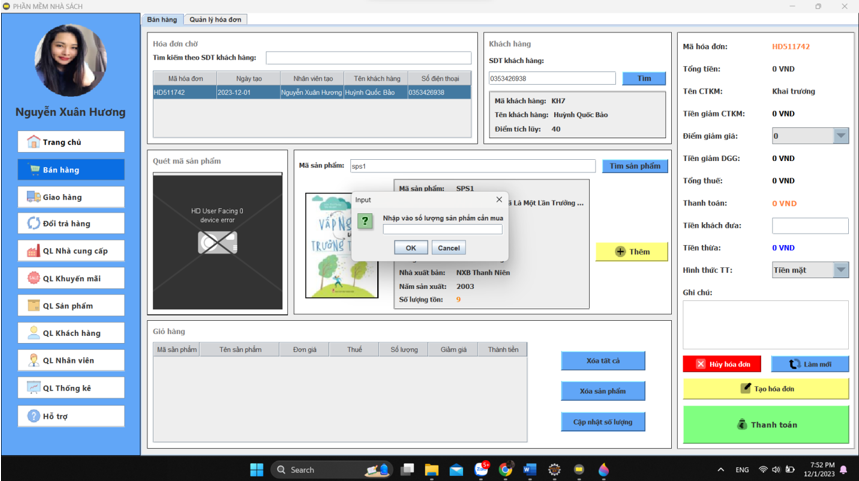 PHẦN MỀM NHÀ SÁCH
Nguyễn Xuân Hương
Trang chủ
Bán hàng
Giao hàng
Đổi trả hàng
QL Nhà cung cấp
QL Khuyến mãi
QL Sản phẩm
QL Khách hàng
QL Nhân viên
QL Thống kê
Hỗ trợ
Bán hàng Quản lý hóa đơn
Hóa đơn chờ
Tìm kiếm theo SDT khách hàng:
Mã hóa đơn Ngày tạo Nhân viên tạo Tên khách hàng Số điện thoại
HD511742 2023-12-01 Nguyễn Xuân Hương Huỳnh Quốc Bảo 0353426938
Khách hàng
SDT khách hàng:
0353426938 Tìm
Mã khách hàng: KH7
Tên khách hàng: Huỳnh Quốc Bảo
Điểm tích lũy: 40
Quét mã sản phẩm
HD User Facing 0
device error
Mã sản phẩm: sps1 Tìm sản phẩm
VẤP NG
TRƯỞNG T
Mã sản phẩm: SPS1
ã Là Một Lần Trưởng ...
Input
Nhập vào số lượng sản phẩm cần mua
OK Cancel
Nhà xuất bản: NXB Thanh Niên
Năm sản xuất: 2003
Số lượng tồn: 9
Thêm
Giỏ hàng
Mã sản phẩm Tên sản phẩm Đơn giá Thuế Số lượng Giảm giá Thành tiền
Xóa tất cả
Xóa sản phẩm
Cập nhật số lượng
Mã hóa đơn: HD511742
Tổng tiền: 0 VND
Tên CTKM: Khai trương
Tiền giảm CTKM: 0 VND
Điểm giảm giá: 0
Tiền giảm DGG: 0 VND
Tổng thuế: 0 VND
Thanh toán: 0 VND
Tiền khách đưa:
Tiền thừa: 0 VND
Hình thức TT: Tiền mặt
Ghi chú:
Hủy hóa đơn Làm mới
Tạo hóa đơn
Thanh toán
Search
ENG
7:52 PM
12/1/2023